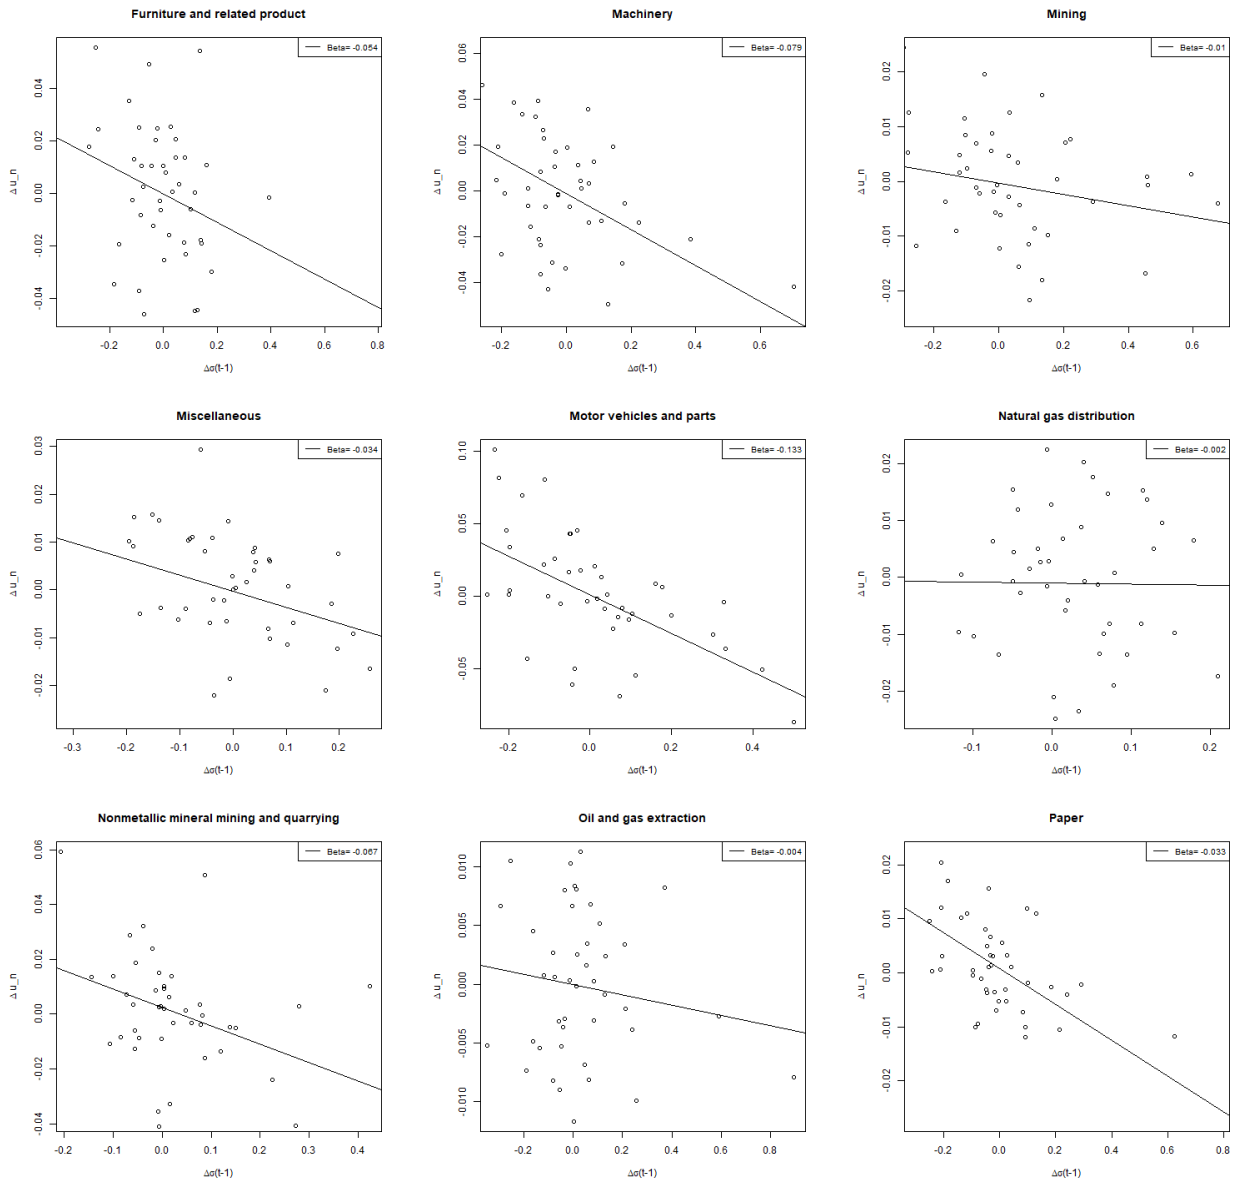 Furniture and related product
Beta= -0.054
0.04
0.02
0.00
-0.02
-0.04
Δ u_n
-0.2 0.0 0.2 0.4 0.6 0.8
Δσ(t-1)
Machinery
Beta= -0.079
0.06
0.04
0.02
0.00
-0.02
-0.04
Δ u_n
-0.2 0.0 0.2 0.4 0.6
Δσ(t-1)
Mining
Beta= -0.01
0.02
0.01
0.00
-0.01
-0.02
Δ u_n
-0.2 0.0 0.2 0.4 0.6
Δσ(t-1)
Miscellaneous
Beta= -0.034
0.03
0.02
0.01
0.00
-0.01
-0.02
Δ u_n
-0.3 -0.2 -0.1 0.0 0.1 0.2
Δσ(t-1)
Motor vehicles and parts
Beta= -0.133
0.10
0.05
0.00
-0.05
Δ u_n
-0.2 0.0 0.2 0.4
Δσ(t-1)
Natural gas distribution
Beta= -0.002
0.02
0.01
0.00
-0.01
-0.02
Δ u_n
-0.1 0.0 0.1 0.2
Δσ(t-1)
Nonmetallic mineral mining and quarrying
Beta= -0.067
0.06
0.04
0.02
0.00
-0.02
-0.04
Δ u_n
-0.2 -0.1 0.0 0.1 0.2 0.3 0.4
Δσ(t-1)
Oil and gas extraction
Beta= -0.004
0.010
0.005
0.000
-0.005
-0.010
Δ u_n
-0.4 -0.2 0.0 0.2 0.4 0.6 0.8
Δσ(t-1)
Paper
Beta= -0.033
0.02
0.01
0.00
-0.01
-0.02
Δ u_n
-0.2 0.0 0.2 0.4 0.6 0.8
Δσ(t-1)